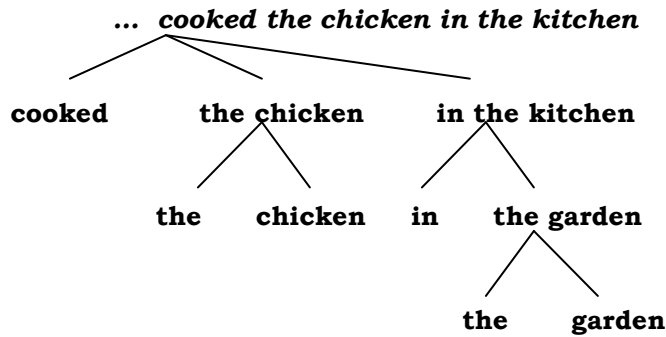 ... cooked the chicken in the kitchen
cooked the chicken in the kitchen
the chicken in the garden
the garden